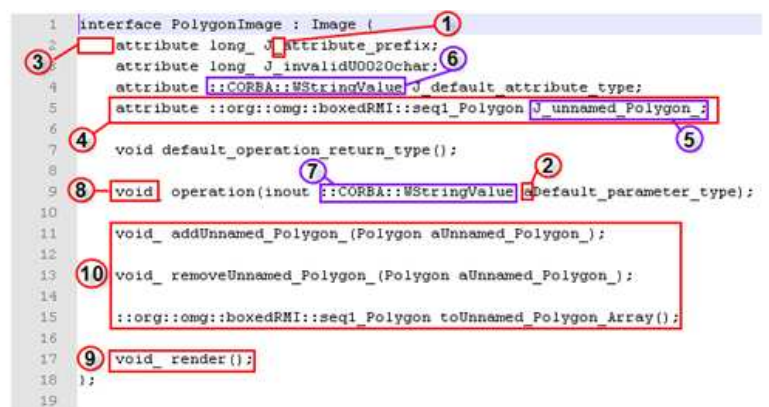 1 interface PolygonImage : Image {
2 attribute long_ J_attribute_prefix;
3 attribute long_ J_invalidU0020char;
4 attribute ::CORBA::WStringValue J_default_attribute_type;
5 attribute ::org::omg::boxedRMI::seq1_Polygon J_unnamed_Polygon_;
6
7 void default_operation_return_type();
8
9 void_ operation(inout ::CORBA::WStringValue aDefault_parameter_type);
10
11 void_ addUnnamed_Polygon_(Polygon aUnnamed_Polygon_);
12
13 void_ removeUnnamed_Polygon_(Polygon aUnnamed_Polygon_);
14
15 ::org::omg::boxedRMI::seq1_Polygon toUnnamed_Polygon_Array();
16
17 void_ render();
18 };
19
1
3
6
4
5
7
2
8
10
9